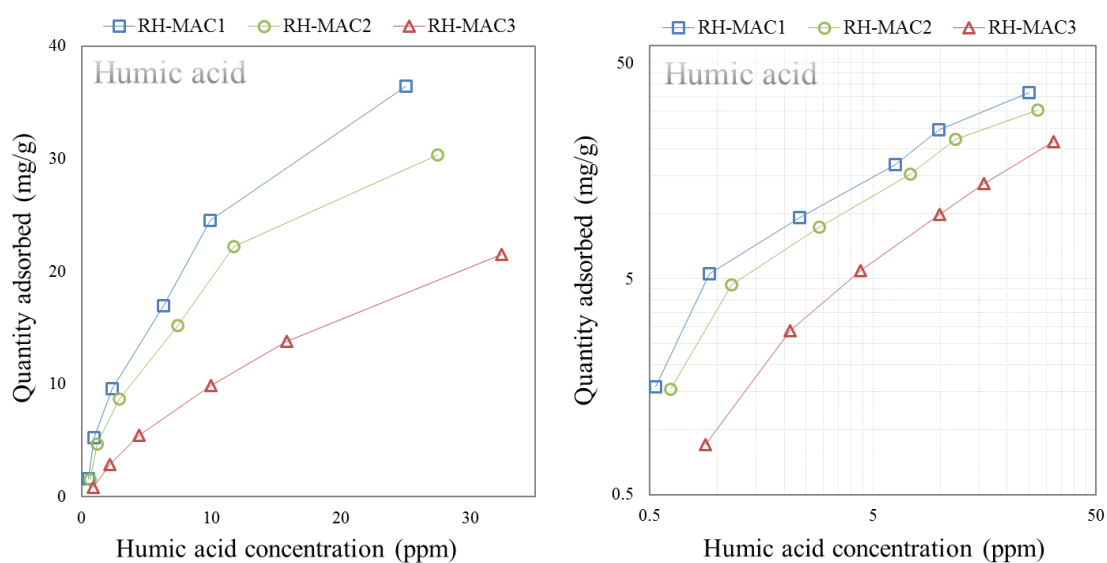 RH-MAC1 RH-MAC2 RH-MAC3
Humic acid
Quantity adsorbed (mg/g)
40
30
20
10
0
0 10 20 30
Humic acid concentration (ppm)
RH-MAC1 RH-MAC2 RH-MAC3
Humic acid
Quantity adsorbed (mg/g)
50
5
0.5
0.5 5 50
Humic acid concentration (ppm)